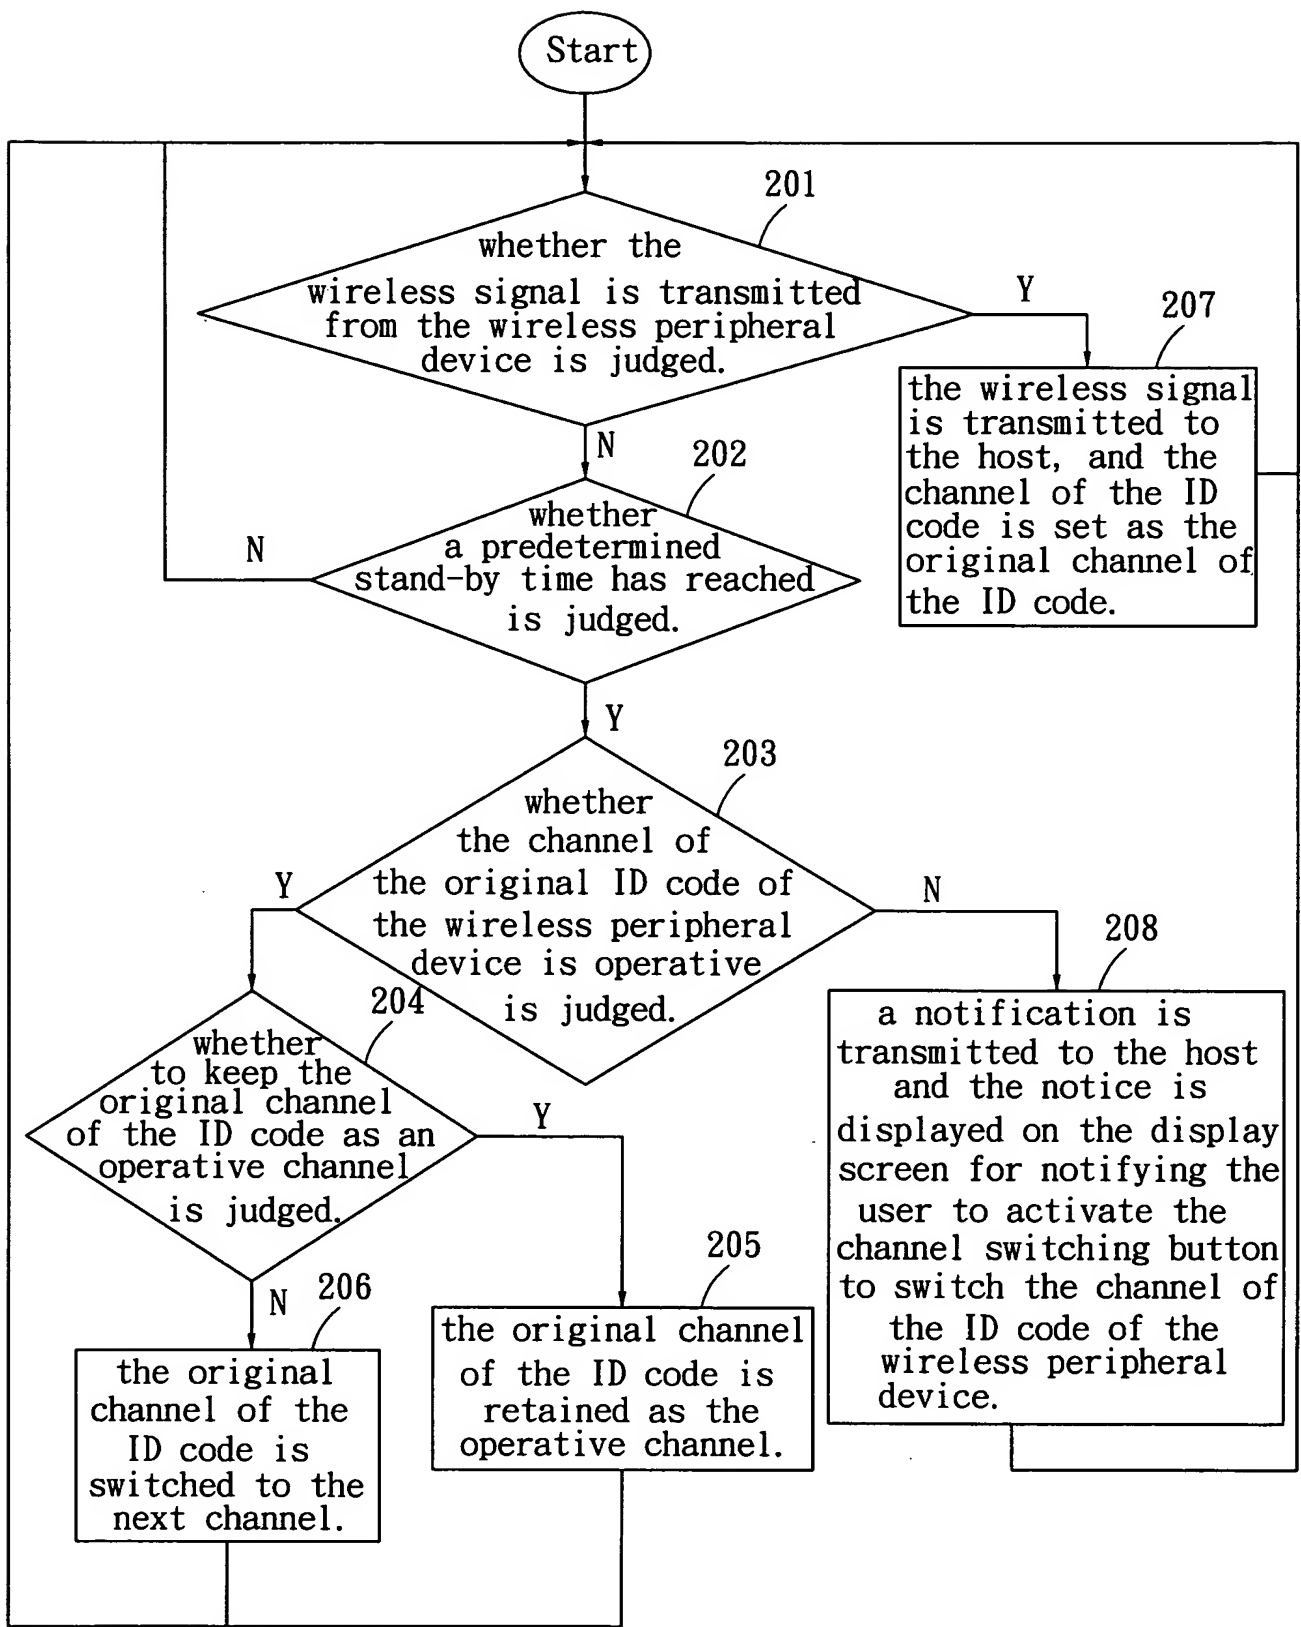 Start
201
whether the
wireless signal is transmitted
from the wireless peripheral
device is judged.
Y
207
the wireless signal
is transmitted to
the host, and the
channel of the ID
code is set as the
original channel of
the ID code.
N
202
whether
a predetermined
stand-by time has reached
is judged.
N
Y
203
whether
the channel of
the original ID code of
the wireless peripheral
device is operative
is judged.
Y
N
204
whether
to keep the
original channel
of the ID code as an
operative channel
is judged.
Y
208
a notification is
transmitted to the host
and the notice is
displayed on the display
screen for notifying the
user to activate the
channel switching button
to switch the channel of
the ID code of the
wireless peripheral
device.
205
the original channel
of the ID code is
retained as the
operative channel.
N
206
the original
channel of the
ID code is
switched to the
next channel.